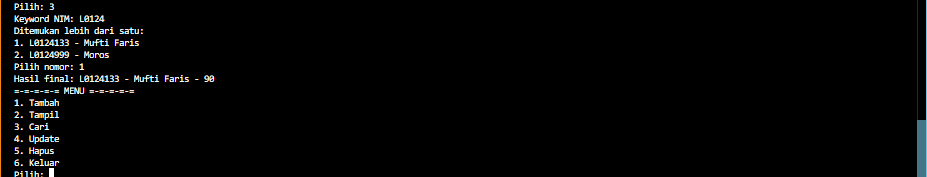 Pilih: 3
Keyword NIM: L0124
Ditemukan lebih dari satu:
1. L0124133 - Mufti Faris
2. L0124999 - Moros
Pilih nomor: 1
Hasil final: L0124133 - Mufti Faris - 90
=-=-=-=-= MENU =-=-=-=-=
1. Tambah
2. Tampil
3. Cari
4. Update
5. Hapus
6. Keluar
Pilih: